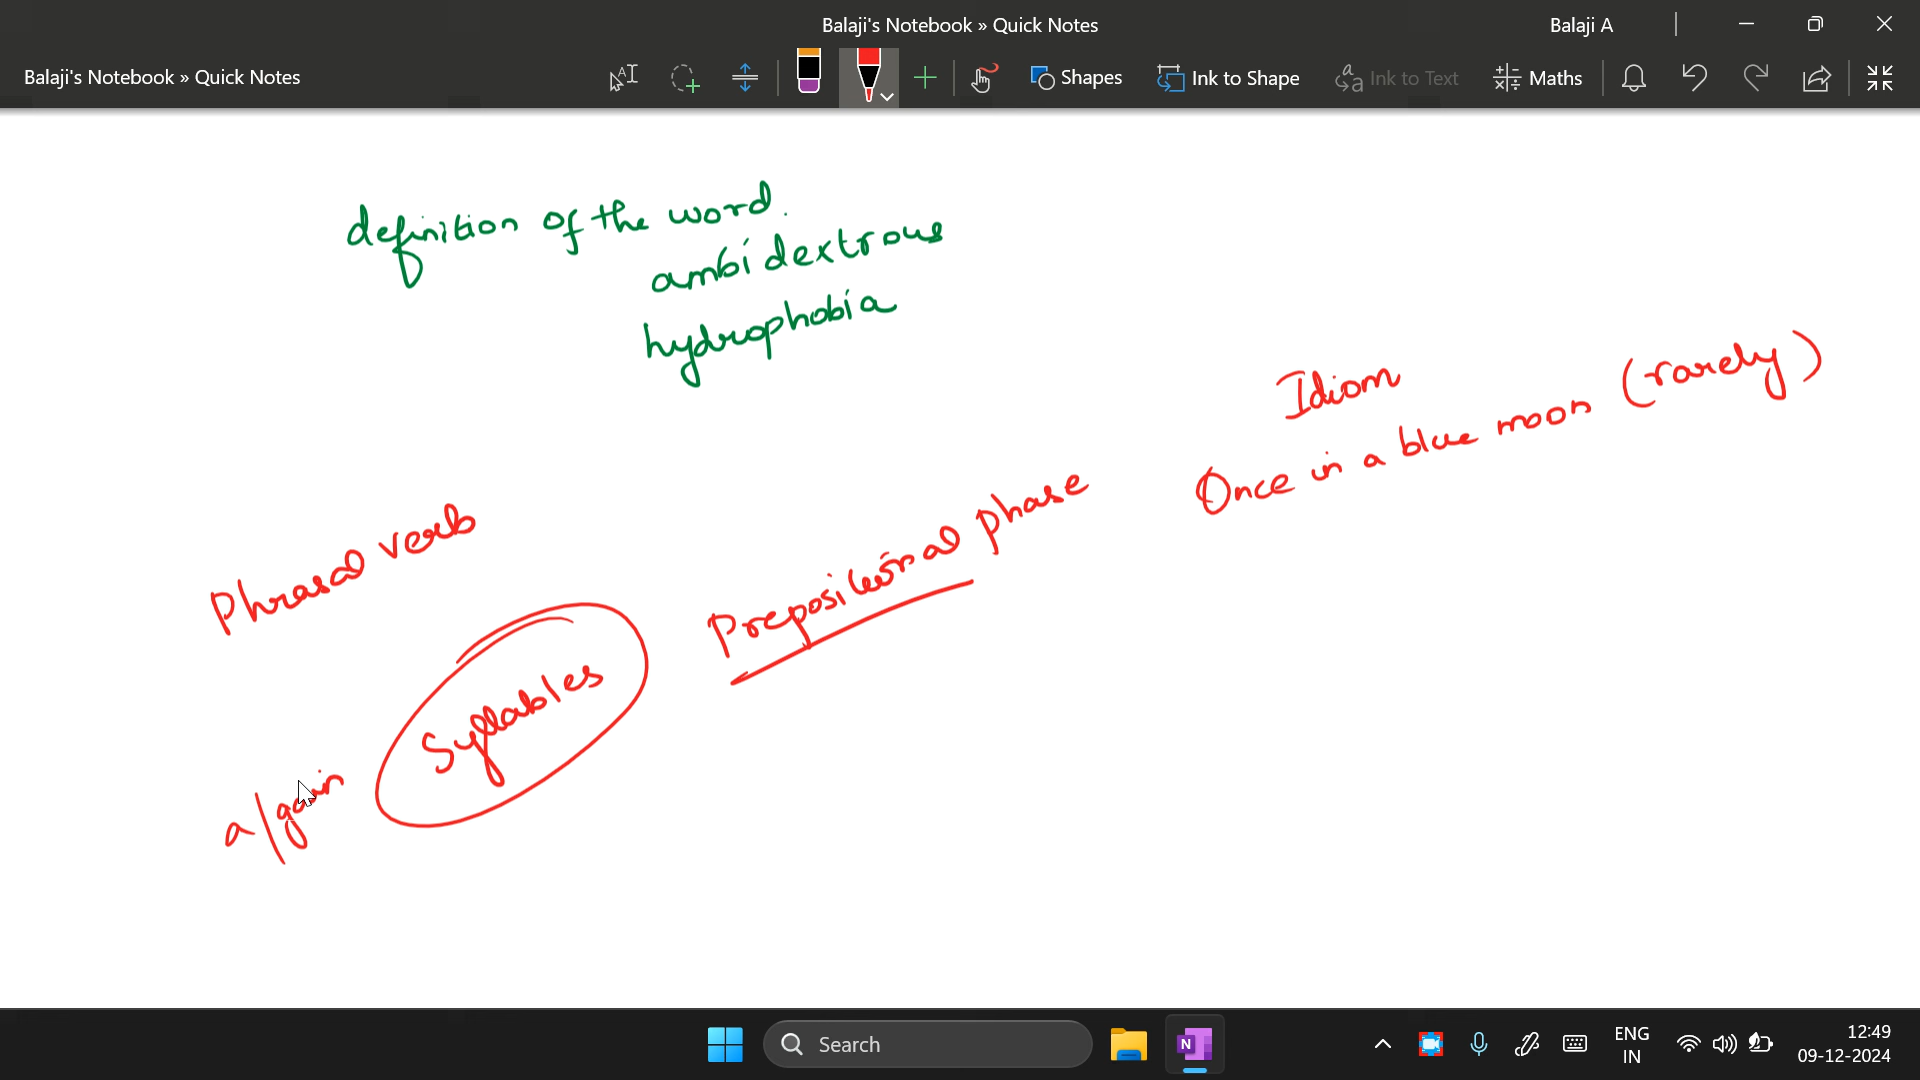 Balaji's Notebook » Quick Notes
Balaji A
Balaji's Notebook » Quick Notes
Shapes
Ink to Shape
Ink to Text
Maths
definition of the word.
ambidextrous
hydrophobia
Idiom
Once in a blue moon (rarely)
Phrasal verb
Prepositional phase
Syllables
a/gain
Search
ENG
IN
12:49
09-12-2024